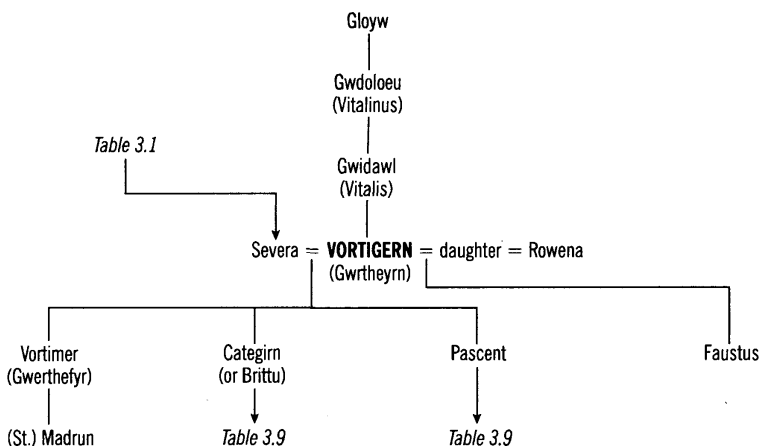 Gloyw
Gwdoloeu
(Vitalinus)
Table 3.1
Gwidawl
(Vitalis)
Severa = VORTIGERN = daughter = Rowena
(Gwrtheyrn)
Vortimer
(Gwerthefyr)
Categirn
(or Brittu)
Pascent
Faustus
(St.) Madrun
Table 3.9
Table 3.9